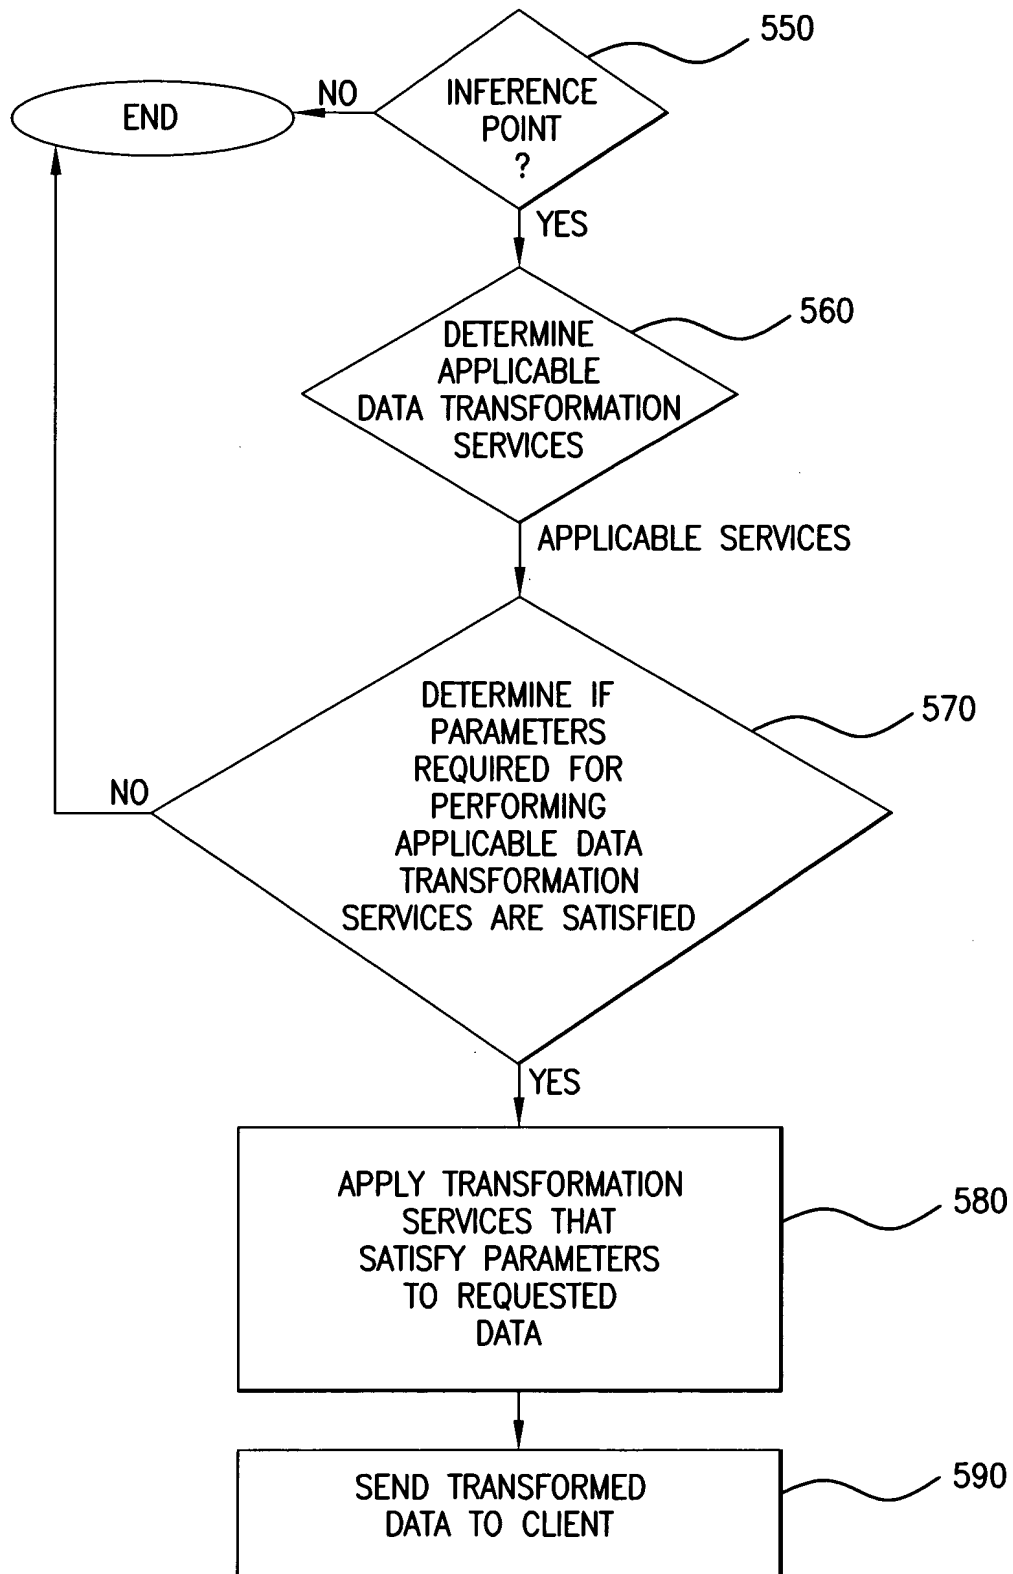 550
INFERENCE
POINT
?
NO
END
YES
560
DETERMINE
APPLICABLE
DATA TRANSFORMATION
SERVICES
APPLICABLE SERVICES
570
DETERMINE IF
PARAMETERS
REQUIRED FOR
PERFORMING
APPLICABLE DATA
TRANSFORMATION
SERVICES ARE SATISFIED
NO
YES
580
APPLY TRANSFORMATION
SERVICES THAT
SATISFY PARAMETERS
TO REQUESTED
DATA
590
SEND TRANSFORMED
DATA TO CLIENT